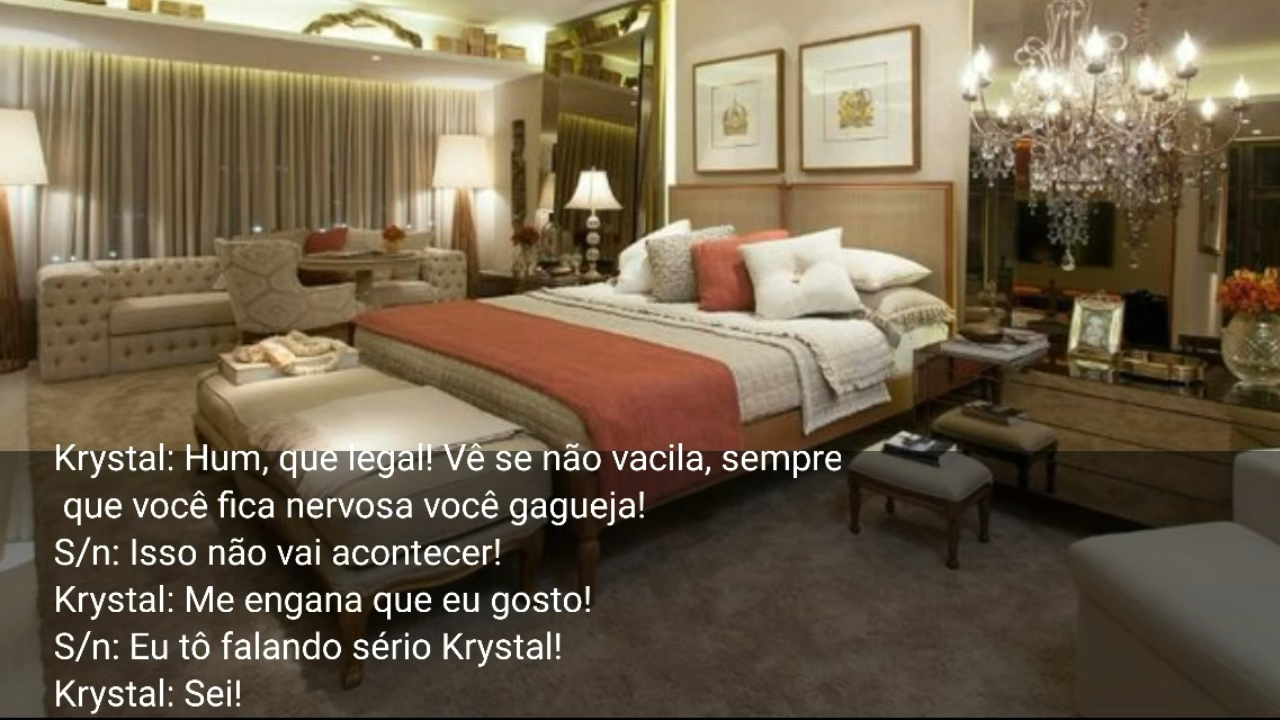 Krystal: Hum, que legal! Vê se não vacila, sempre
que você fica nervosa você gagueja!
S/n: Isso não vai acontecer!
Krystal: Me engana que eu gosto!
S/n: Eu tô falando sério Krystal!
Krystal: Sei!